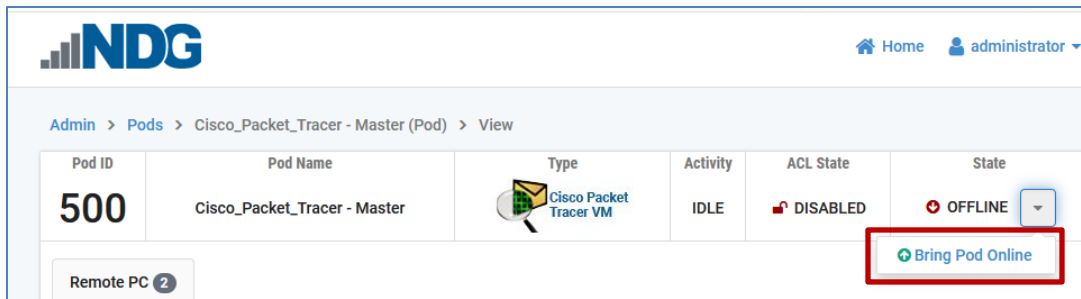 NDG
Home administrator
Admin > Pods > Cisco_Packet_Tracer - Master (Pod) > View
Pod ID Pod Name Type Activity ACL State State
500 Cisco_Packet_Tracer - Master Cisco Packet IDLE DISABLED OFFLINE
Tracer VM
Bring Pod Online
Remote PC 2